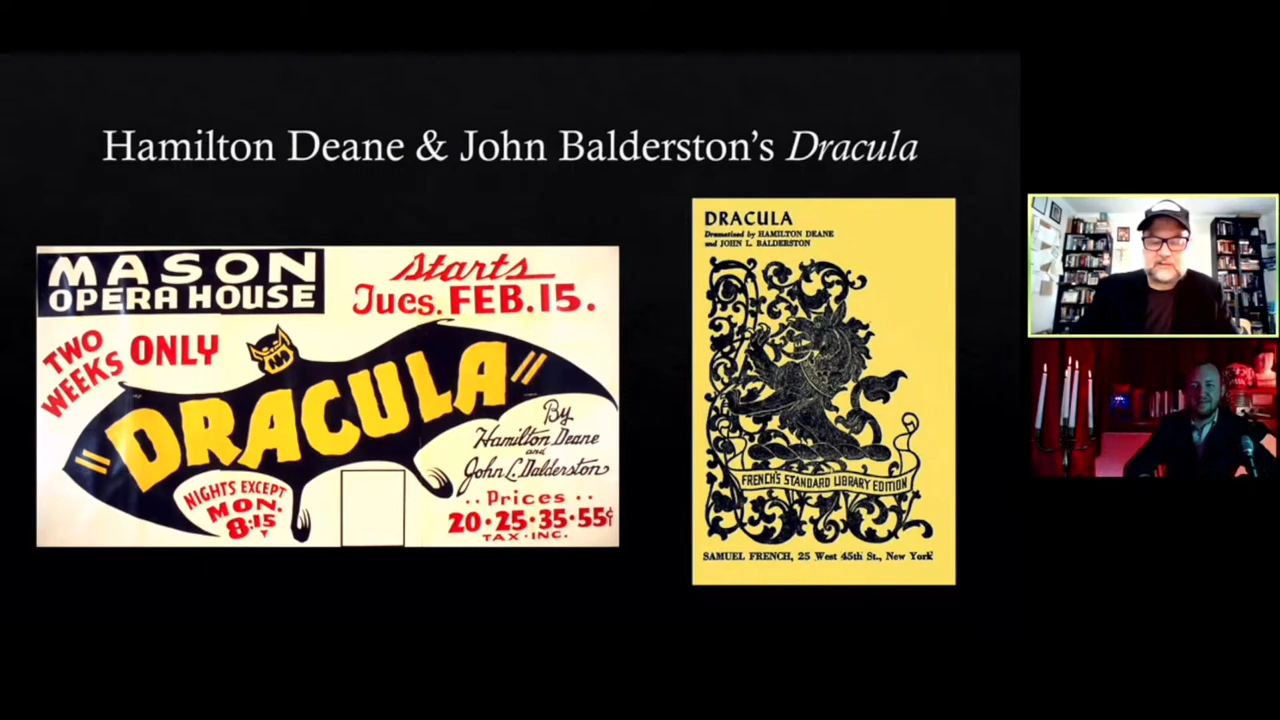 Hamilton Deane & John Balderston's Dracula
MASON
OPERA HOUSE
Starts
Tues. FEB. 15.
TWO
WEEKS ONLY
"DRACULA"
By
Hamilton Deane
and
John L. Balderston
NIGHTS EXCEPT
MON.
8:15
·· Prices ··
20·25·35·55¢
TAX·INC.
DRACULA
Dramatized by HAMILTON DEANE
and JOHN L. BALDERSTON
FRENCH'S STANDARD LIBRARY EDITION
SAMUEL FRENCH, 25 West 45th St., New York